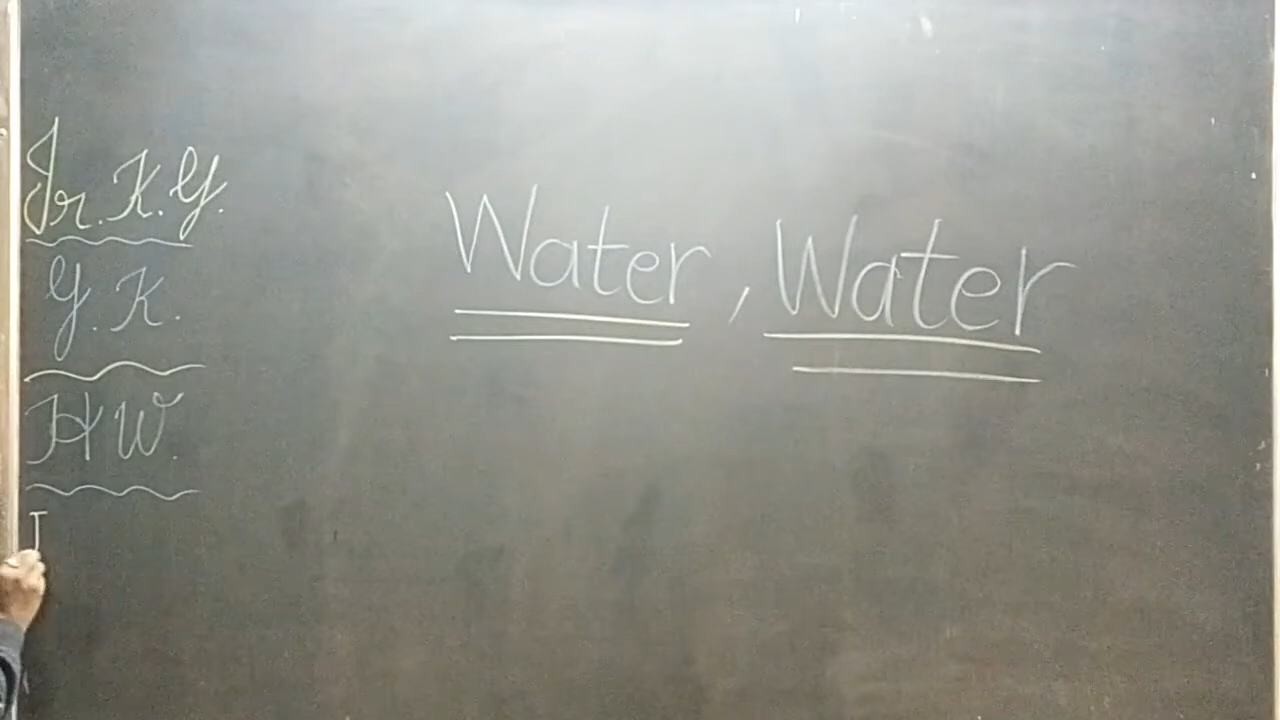 Jr. K. G.
G. K.
H W.
I
Water, Water